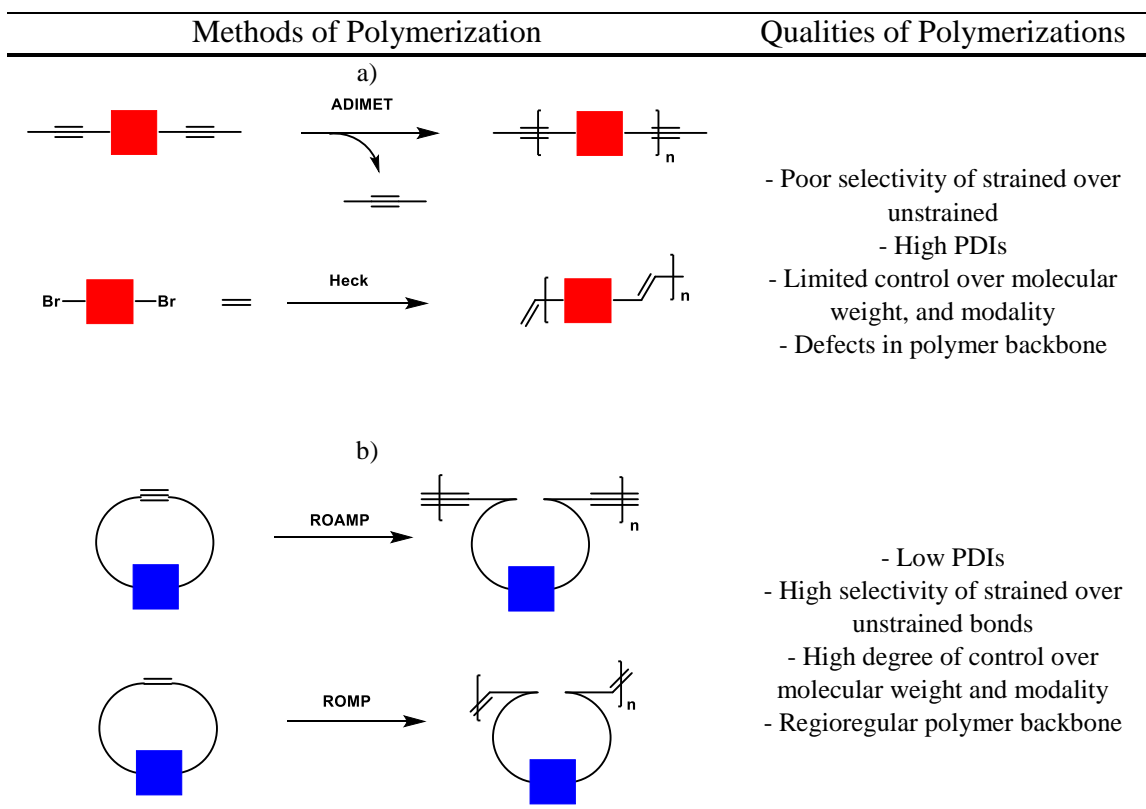 Methods of Polymerization
Qualities of Polymerizations
a)
ADIMET
n
- Poor selectivity of strained over
unstrained
- High PDIs
- Limited control over molecular
weight, and modality
- Defects in polymer backbone
Br
Br
Heck
n
b)
ROAMP
n
- Low PDIs
- High selectivity of strained over
unstrained bonds
- High degree of control over
molecular weight and modality
- Regioregular polymer backbone
ROMP
n